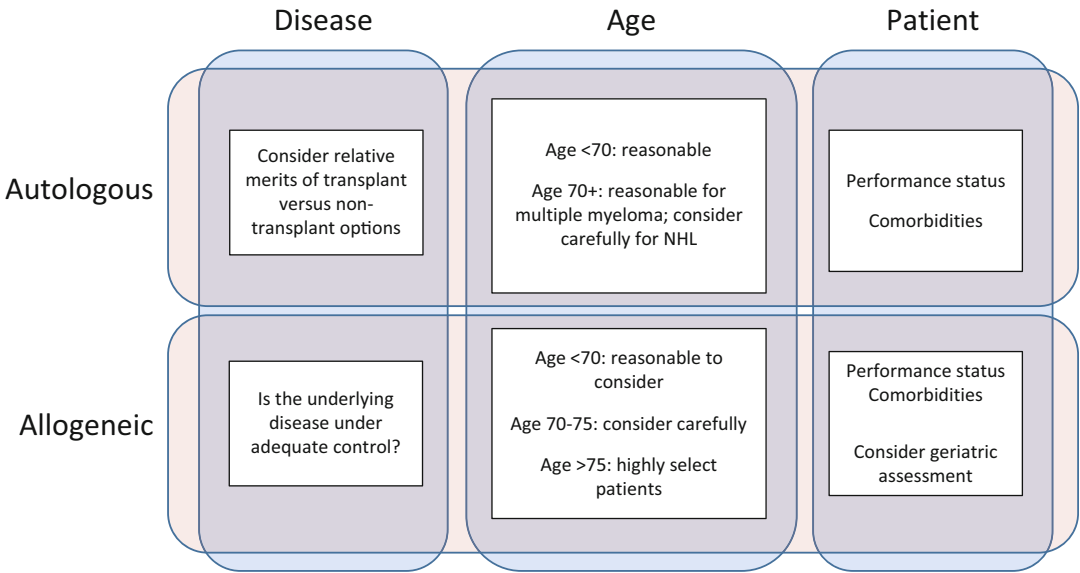 Disease
Age
Patient
Autologous
Consider relative
merits of transplant
versus non-
transplant options
Age <70: reasonable
Age 70+: reasonable for
multiple myeloma; consider
carefully for NHL
Performance status
Comorbidities
Allogeneic
Is the underlying
disease under
adequate control?
Age <70: reasonable to
consider
Age 70-75: consider carefully
Age >75: highly select
patients
Performance status
Comorbidities
Consider geriatric
assessment